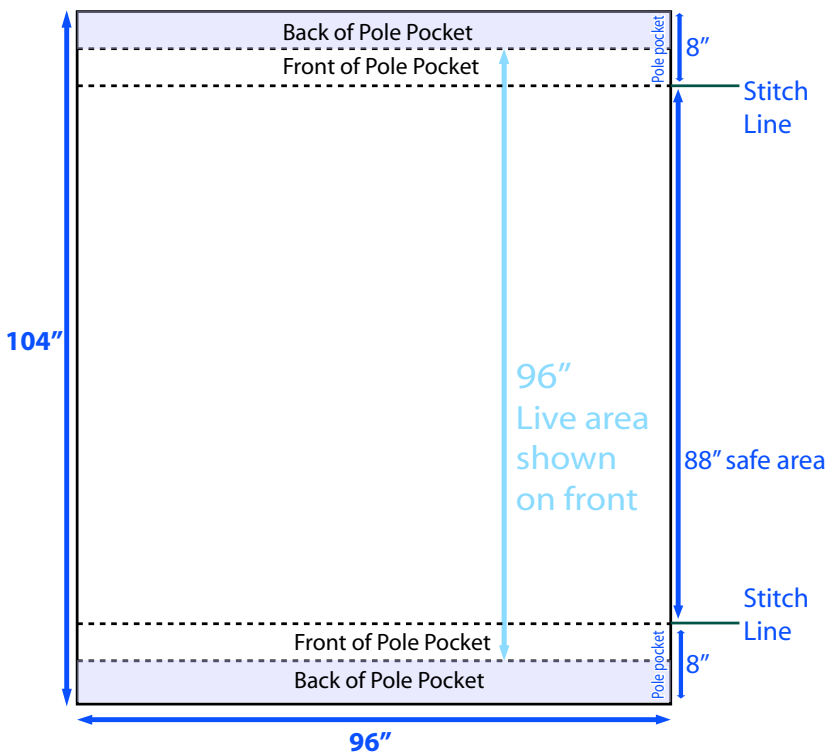 Back of Pole Pocket
Pole pocket
8”
Front of Pole Pocket
Stitch
Line
104”
96”
Live area
shown
on front
88” safe area
Stitch
Line
Front of Pole Pocket
Pole pocket
8”
Back of Pole Pocket
96”